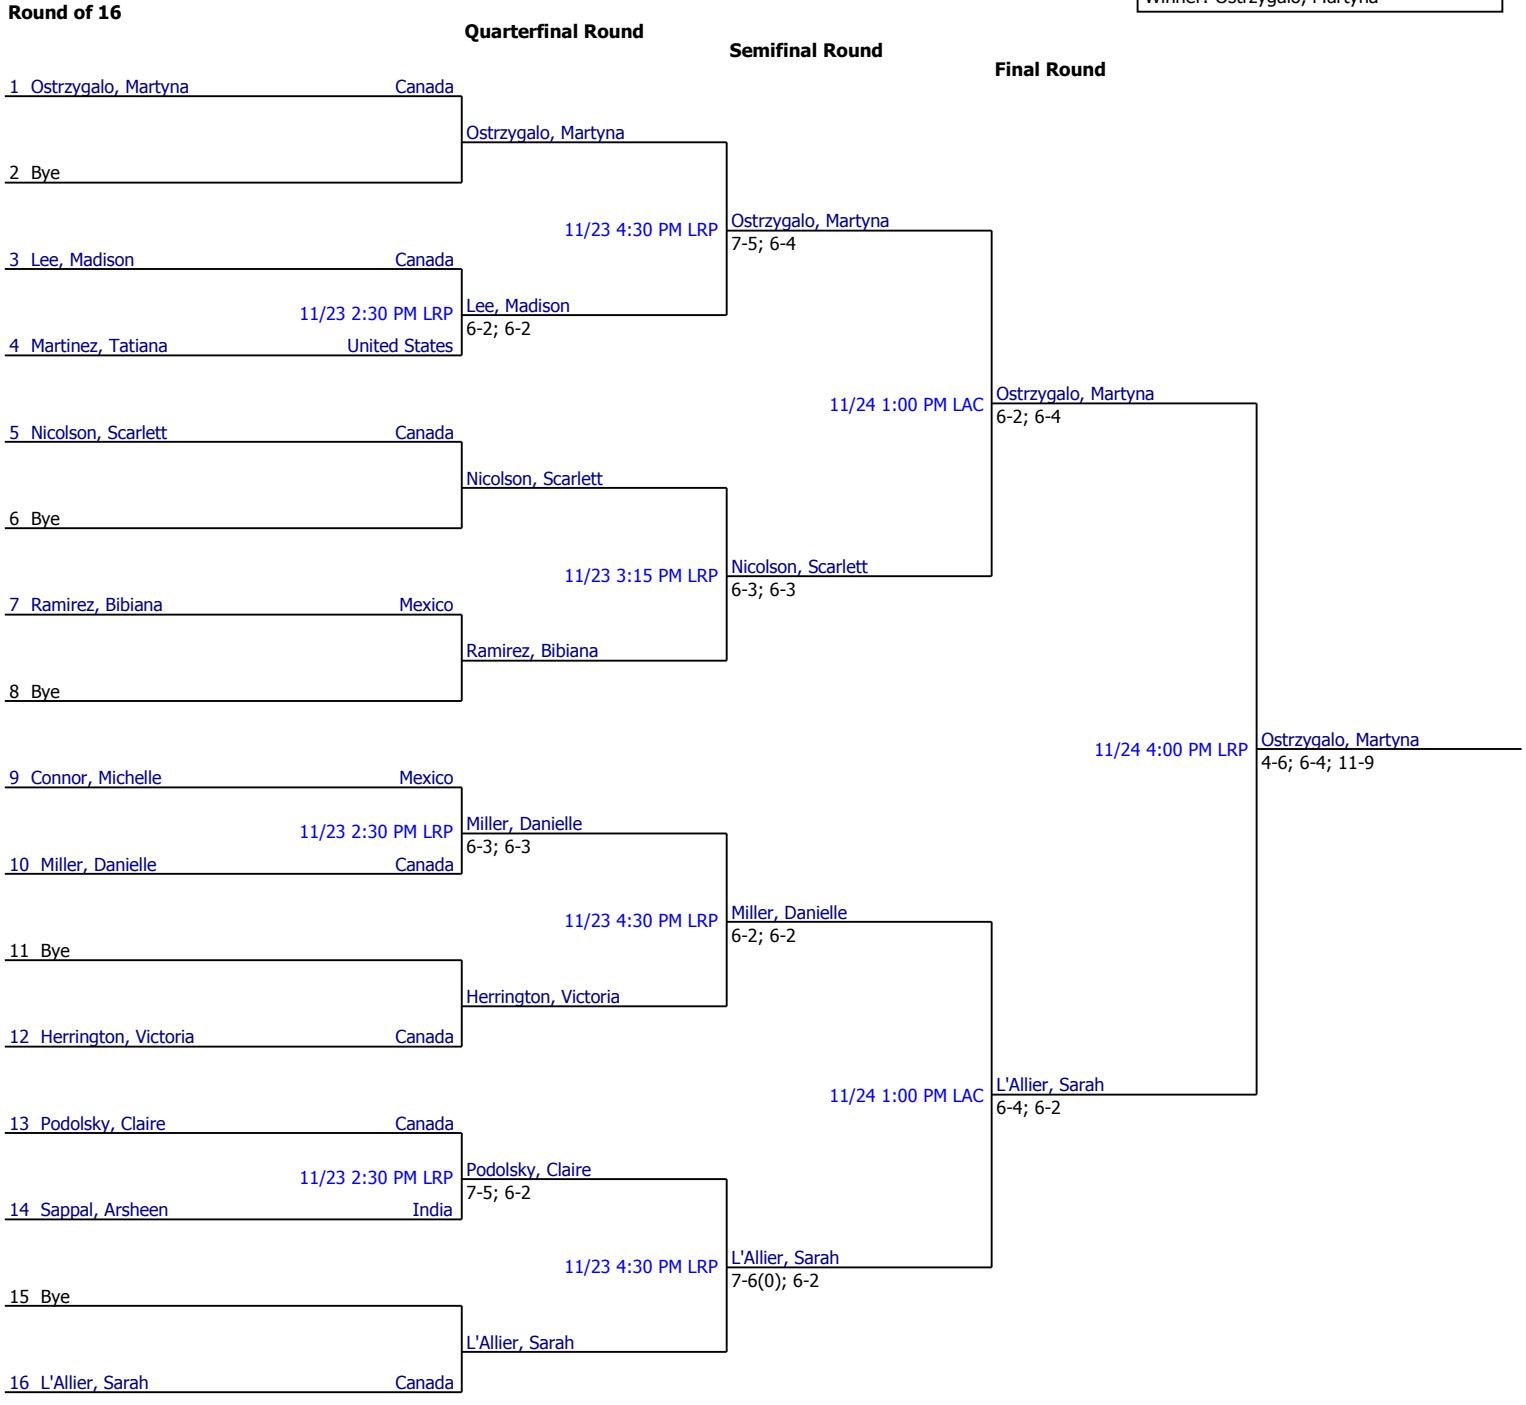 Winner: Ostrzygalo, Martyna
Round of 16
Quarterfinal Round
Semifinal Round
Final Round
1 Ostrzygalo, Martyna Canada
Ostrzygalo, Martyna
2 Bye
11/23 4:30 PM LRP Ostrzygalo, Martyna
7-5; 6-4
3 Lee, Madison Canada
11/23 2:30 PM LRP Lee, Madison
6-2; 6-2
4 Martinez, Tatiana United States
11/24 1:00 PM LAC Ostrzygalo, Martyna
6-2; 6-4
5 Nicolson, Scarlett Canada
Nicolson, Scarlett
6 Bye
11/23 3:15 PM LRP Nicolson, Scarlett
6-3; 6-3
7 Ramirez, Bibiana Mexico
Ramirez, Bibiana
8 Bye
11/24 4:00 PM LRP Ostrzygalo, Martyna
4-6; 6-4; 11-9
9 Connor, Michelle Mexico
11/23 2:30 PM LRP Miller, Danielle
6-3; 6-3
10 Miller, Danielle Canada
11/23 4:30 PM LRP Miller, Danielle
6-2; 6-2
11 Bye
Herrington, Victoria
12 Herrington, Victoria Canada
11/24 1:00 PM LAC L'Allier, Sarah
6-4; 6-2
13 Podolsky, Claire Canada
11/23 2:30 PM LRP Podolsky, Claire
7-5; 6-2
14 Sappal, Arsheen India
11/23 4:30 PM LRP L'Allier, Sarah
7-6(0); 6-2
15 Bye
L'Allier, Sarah
16 L'Allier, Sarah Canada